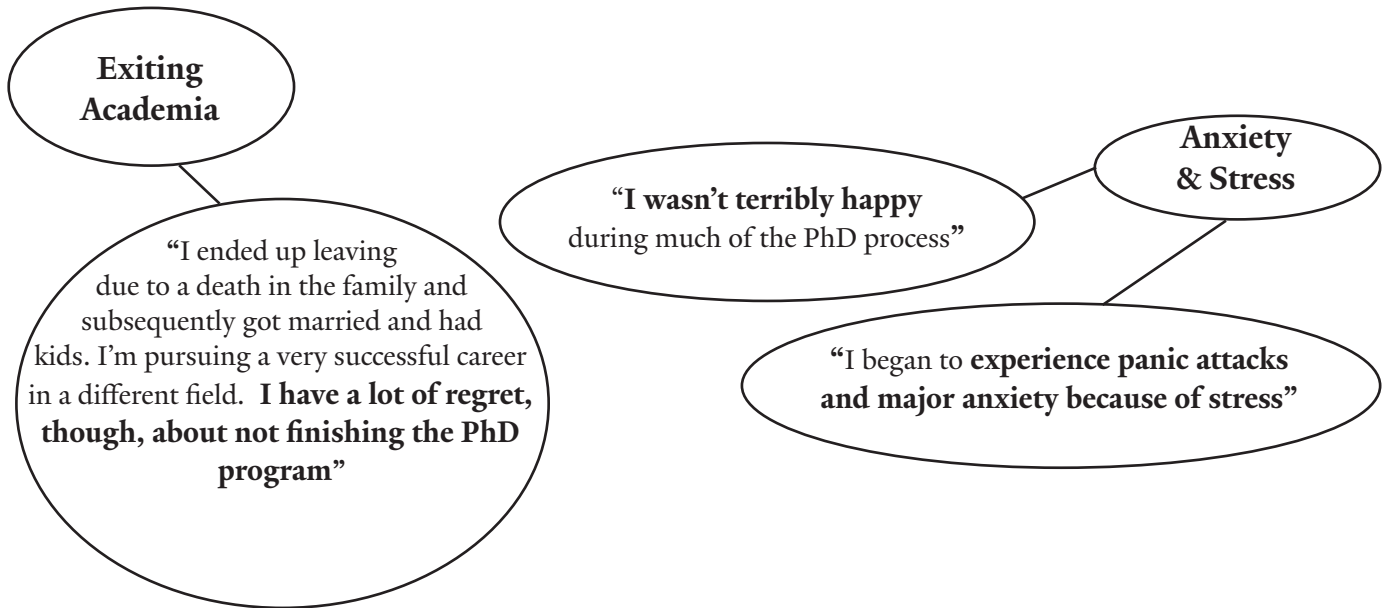 Exiting
Academia
“I ended up leaving
due to a death in the family and
subsequently got married and had
kids. I’m pursuing a very successful career
in a different field.  I have a lot of regret,
though, about not finishing the PhD
program”
Anxiety
& Stress
“I wasn’t terribly happy
during much of the PhD process”
“I began to experience panic attacks
and major anxiety because of stress”